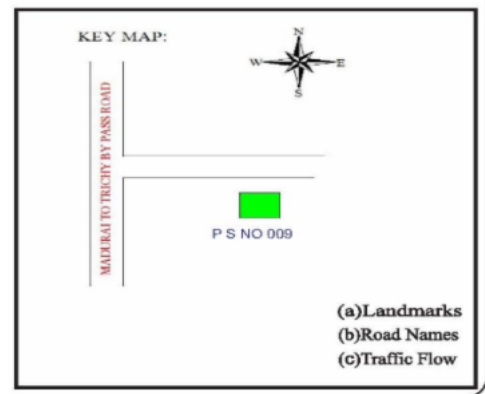 KEY MAP:
N
W E
S
MADURAI TO TRICHY BY PASS ROAD
P S NO 009
(a)Landmarks
(b)Road Names
(c)Traffic Flow